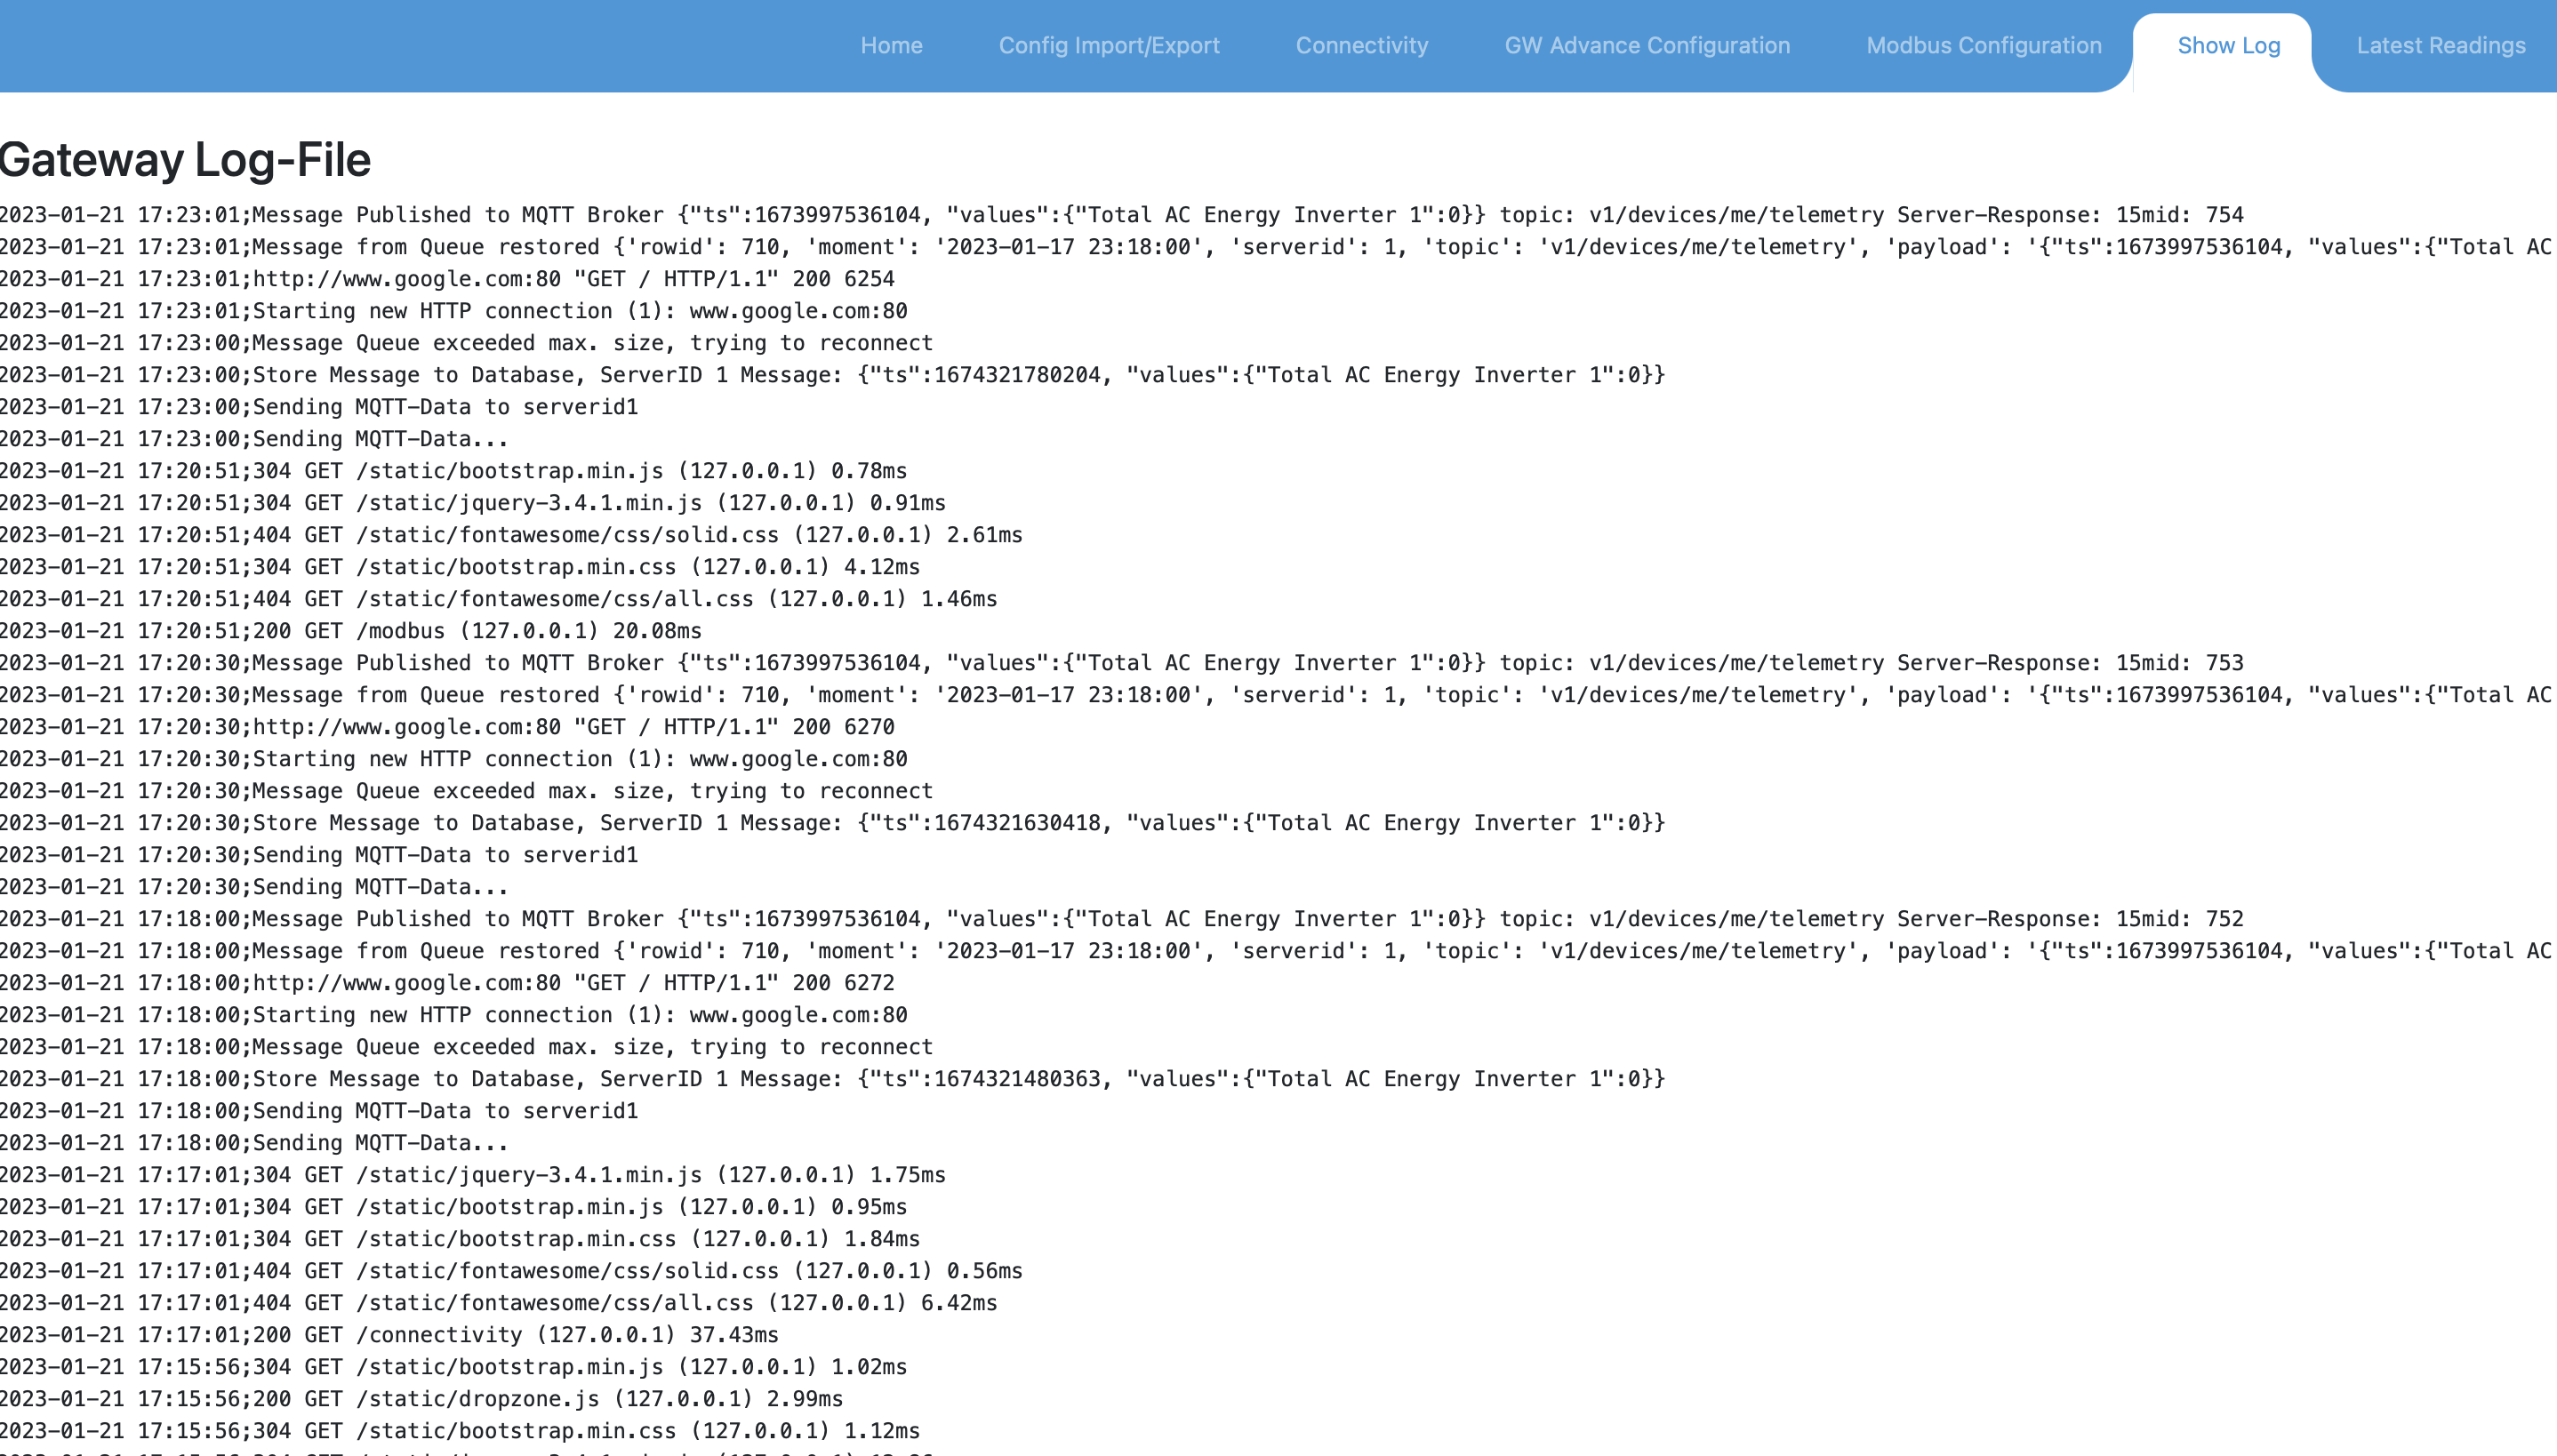 Home Config Import/Export Connectivity GW Advance Configuration Modbus Configuration Show Log Latest Readings
Gateway Log-File
2023-01-21 17:23:01;Message Published to MQTT Broker {"ts":1673997536104, "values":{"Total AC Energy Inverter 1":0}} topic: v1/devices/me/telemetry Server-Response: 15mid: 754
2023-01-21 17:23:01;Message from Queue restored {'rowid': 710, 'moment': '2023-01-17 23:18:00', 'serverid': 1, 'topic': 'v1/devices/me/telemetry', 'payload': '{"ts":1673997536104, "values":{"Total AC
2023-01-21 17:23:01;http://www.google.com:80 "GET / HTTP/1.1" 200 6254
2023-01-21 17:23:01;Starting new HTTP connection (1): www.google.com:80
2023-01-21 17:23:00;Message Queue exceeded max. size, trying to reconnect
2023-01-21 17:23:00;Store Message to Database, ServerID 1 Message: {"ts":1674321780204, "values":{"Total AC Energy Inverter 1":0}}
2023-01-21 17:23:00;Sending MQTT-Data to serverid1
2023-01-21 17:23:00;Sending MQTT-Data...
2023-01-21 17:20:51;304 GET /static/bootstrap.min.js (127.0.0.1) 0.78ms
2023-01-21 17:20:51;304 GET /static/jquery-3.4.1.min.js (127.0.0.1) 0.91ms
2023-01-21 17:20:51;404 GET /static/fontawesome/css/solid.css (127.0.0.1) 2.61ms
2023-01-21 17:20:51;304 GET /static/bootstrap.min.css (127.0.0.1) 4.12ms
2023-01-21 17:20:51;404 GET /static/fontawesome/css/all.css (127.0.0.1) 1.46ms
2023-01-21 17:20:51;200 GET /modbus (127.0.0.1) 20.08ms
2023-01-21 17:20:30;Message Published to MQTT Broker {"ts":1673997536104, "values":{"Total AC Energy Inverter 1":0}} topic: v1/devices/me/telemetry Server-Response: 15mid: 753
2023-01-21 17:20:30;Message from Queue restored {'rowid': 710, 'moment': '2023-01-17 23:18:00', 'serverid': 1, 'topic': 'v1/devices/me/telemetry', 'payload': '{"ts":1673997536104, "values":{"Total AC
2023-01-21 17:20:30;http://www.google.com:80 "GET / HTTP/1.1" 200 6270
2023-01-21 17:20:30;Starting new HTTP connection (1): www.google.com:80
2023-01-21 17:20:30;Message Queue exceeded max. size, trying to reconnect
2023-01-21 17:20:30;Store Message to Database, ServerID 1 Message: {"ts":1674321630418, "values":{"Total AC Energy Inverter 1":0}}
2023-01-21 17:20:30;Sending MQTT-Data to serverid1
2023-01-21 17:20:30;Sending MQTT-Data...
2023-01-21 17:18:00;Message Published to MQTT Broker {"ts":1673997536104, "values":{"Total AC Energy Inverter 1":0}} topic: v1/devices/me/telemetry Server-Response: 15mid: 752
2023-01-21 17:18:00;Message from Queue restored {'rowid': 710, 'moment': '2023-01-17 23:18:00', 'serverid': 1, 'topic': 'v1/devices/me/telemetry', 'payload': '{"ts":1673997536104, "values":{"Total AC
2023-01-21 17:18:00;http://www.google.com:80 "GET / HTTP/1.1" 200 6272
2023-01-21 17:18:00;Starting new HTTP connection (1): www.google.com:80
2023-01-21 17:18:00;Message Queue exceeded max. size, trying to reconnect
2023-01-21 17:18:00;Store Message to Database, ServerID 1 Message: {"ts":1674321480363, "values":{"Total AC Energy Inverter 1":0}}
2023-01-21 17:18:00;Sending MQTT-Data to serverid1
2023-01-21 17:18:00;Sending MQTT-Data...
2023-01-21 17:17:01;304 GET /static/jquery-3.4.1.min.js (127.0.0.1) 1.75ms
2023-01-21 17:17:01;304 GET /static/bootstrap.min.js (127.0.0.1) 0.95ms
2023-01-21 17:17:01;304 GET /static/bootstrap.min.css (127.0.0.1) 1.84ms
2023-01-21 17:17:01;404 GET /static/fontawesome/css/solid.css (127.0.0.1) 0.56ms
2023-01-21 17:17:01;404 GET /static/fontawesome/css/all.css (127.0.0.1) 6.42ms
2023-01-21 17:17:01;200 GET /connectivity (127.0.0.1) 37.43ms
2023-01-21 17:15:56;304 GET /static/bootstrap.min.js (127.0.0.1) 1.02ms
2023-01-21 17:15:56;200 GET /static/dropzone.js (127.0.0.1) 2.99ms
2023-01-21 17:15:56;304 GET /static/bootstrap.min.css (127.0.0.1) 1.12ms